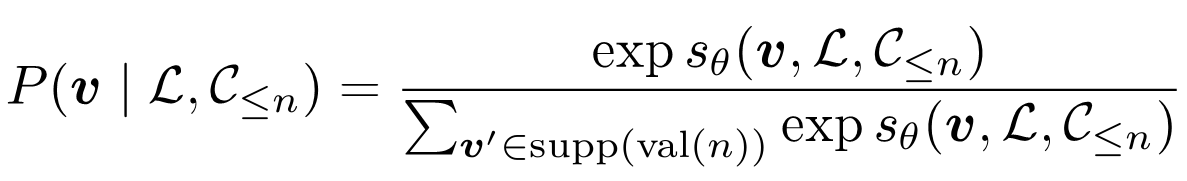 P(𝒗 | 𝓛, 𝓒≤n) = exp sθ(𝒗, 𝓛, 𝓒≤n) / ∑𝒗′∈supp(val(n)) exp sθ(𝒗, 𝓛, 𝓒≤n)